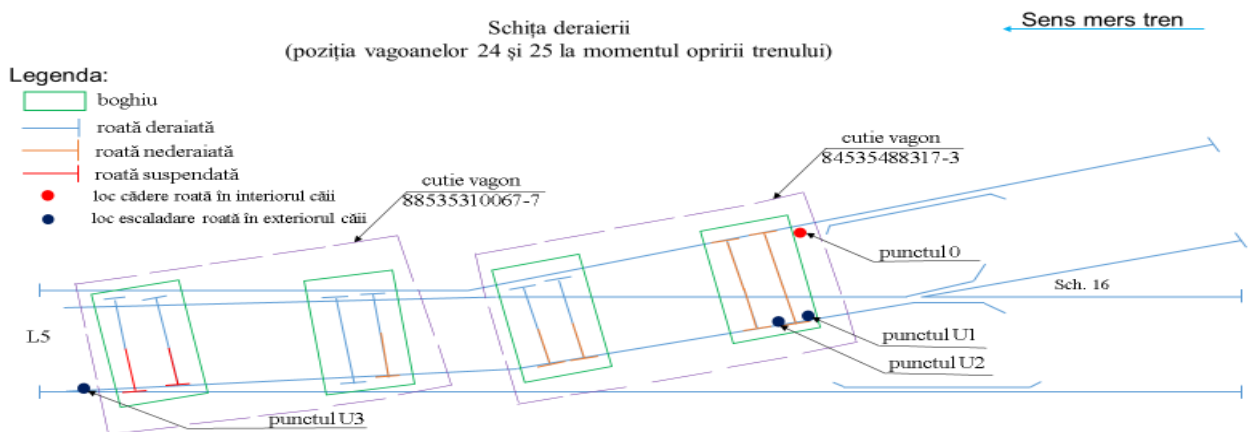 Schița deraierii
(poziția vagoanelor 24 și 25 la momentul opririi trenului)
Sens mers tren
Legenda:
boghiu
roată deraiată
roată nederaiată
roată suspendată
loc cădere roată în interiorul căii
loc escaladare roată în exteriorul căii
cutie vagon
88535310067-7
cutie vagon
84535488317-3
punctul 0
Sch. 16
L5
punctul U1
punctul U2
punctul U3